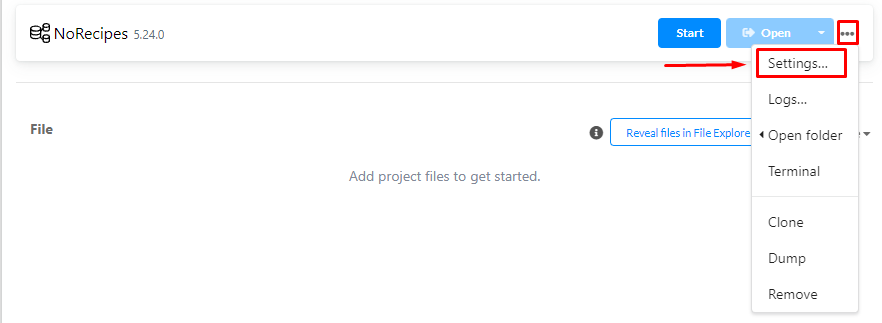 NoRecipes 5.24.0 Start Open
Settings...
Logs...
File Reveal files in File Explore Open folder
Add project files to get started. Terminal
Clone
Dump
Remove